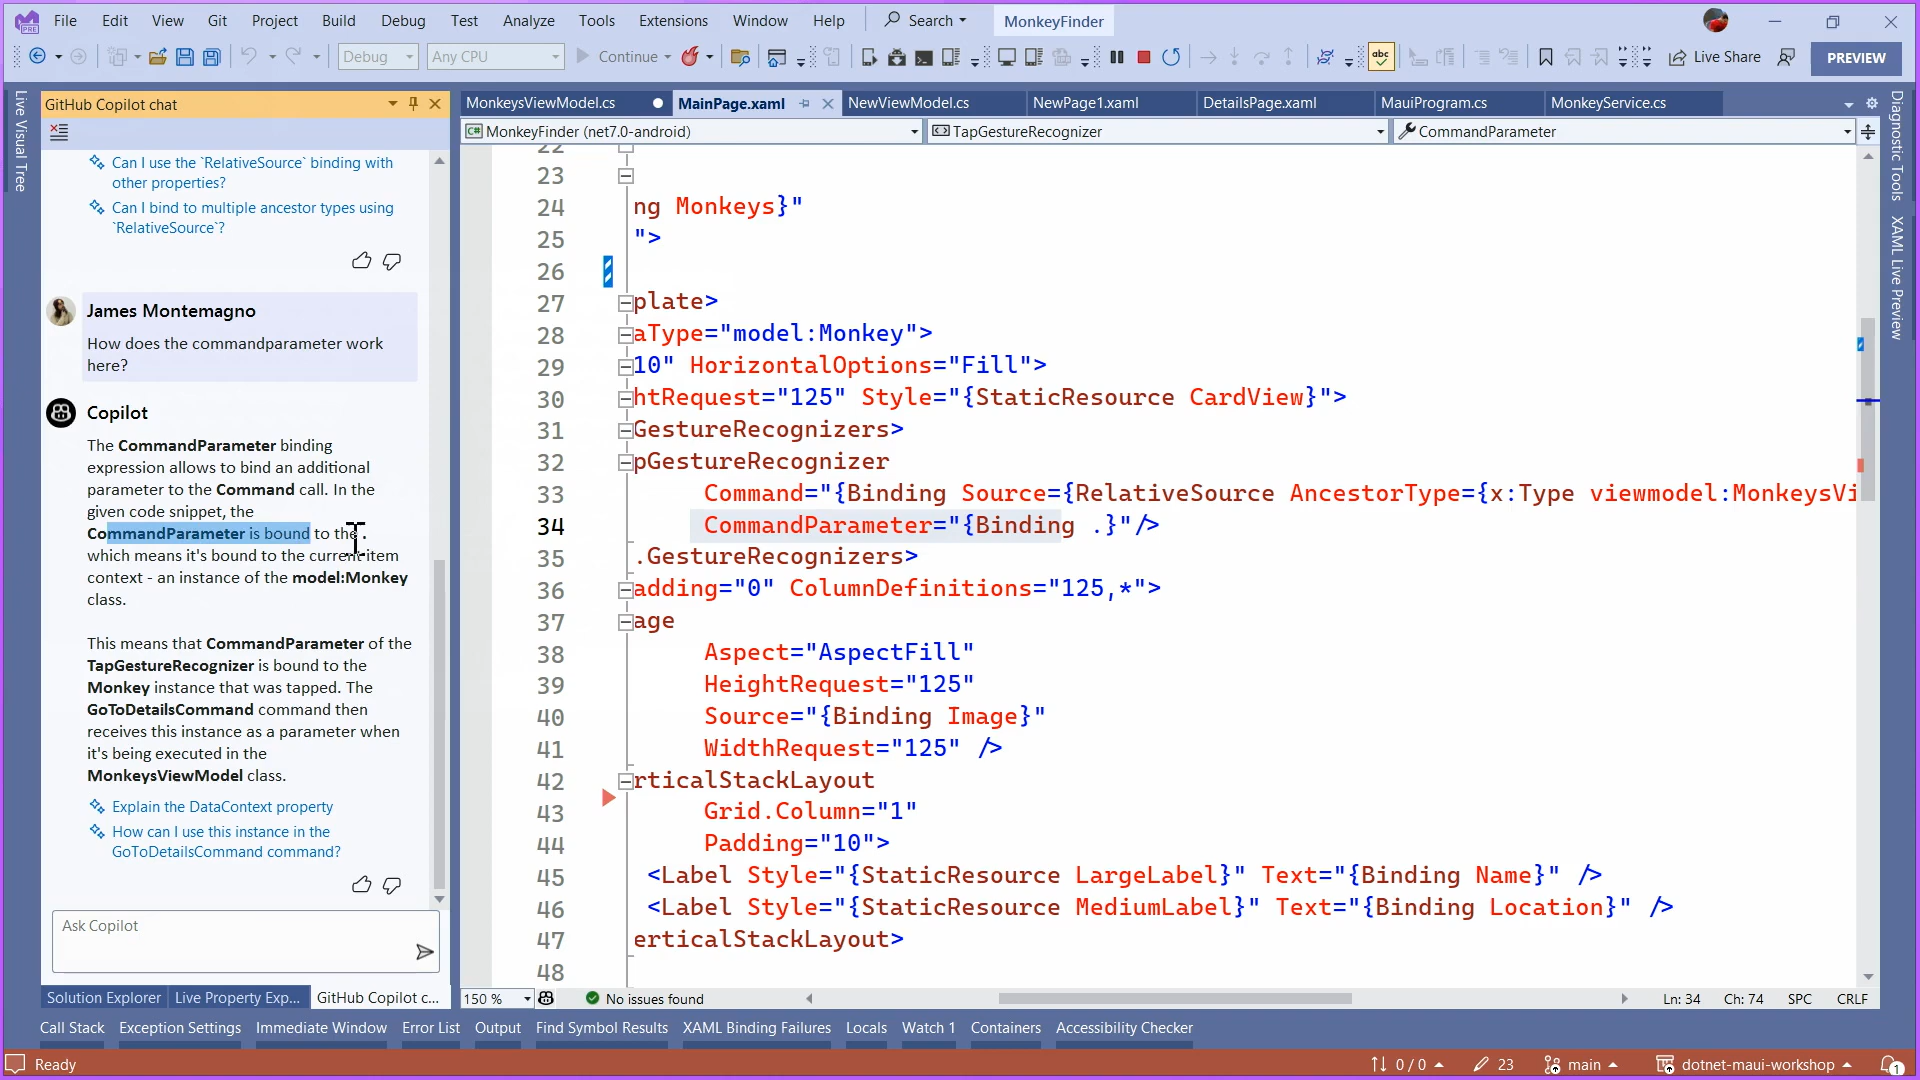 File Edit View Git Project Build Debug Test Analyze Tools Extensions Window Help Search MonkeyFinder
PRE Debug Any CPU Continue abc Live Share PREVIEW
Live Visual Tree
GitHub Copilot chat
Can I use the `RelativeSource` binding with
other properties?
Can I bind to multiple ancestor types using
`RelativeSource`?
James Montemagno
How does the commandparameter work
here?
Copilot
The CommandParameter binding
expression allows to bind an additional
parameter to the Command call. In the
given code snippet, the
CommandParameter is bound to the .
which means it's bound to the current item
context - an instance of the model:Monkey
class.
This means that CommandParameter of the
TapGestureRecognizer is bound to the
Monkey instance that was tapped. The
GoToDetailsCommand command then
receives this instance as a parameter when
it's being executed in the
MonkeysViewModel class.
Explain the DataContext property
How can I use this instance in the
GoToDetailsCommand command?
Ask Copilot
Solution Explorer Live Property Exp... GitHub Copilot c...
MonkeysViewModel.cs MainPage.xaml NewViewModel.cs NewPage1.xaml DetailsPage.xaml MauiProgram.cs MonkeyService.cs
C# MonkeyFinder (net7.0-android) TapGestureRecognizer CommandParameter
22
23
24 ng Monkeys}"
25 ">
26
27 plate>
28 aType="model:Monkey">
29 10" HorizontalOptions="Fill">
30 htRequest="125" Style="{StaticResource CardView}">
31 GestureRecognizers>
32 pGestureRecognizer
33 Command="{Binding Source={RelativeSource AncestorType={x:Type viewmodel:MonkeysVi
34 CommandParameter="{Binding .}"/>
35 .GestureRecognizers>
36 adding="0" ColumnDefinitions="125,*">
37 age
38 Aspect="AspectFill"
39 HeightRequest="125"
40 Source="{Binding Image}"
41 WidthRequest="125" />
42 rticalStackLayout
43 Grid.Column="1"
44 Padding="10">
45 <Label Style="{StaticResource LargeLabel}" Text="{Binding Name}" />
46 <Label Style="{StaticResource MediumLabel}" Text="{Binding Location}" />
47 erticalStackLayout>
48
150 % No issues found Ln: 34 Ch: 74 SPC CRLF
Diagnostic Tools
XAML Live Preview
Call Stack Exception Settings Immediate Window Error List Output Find Symbol Results XAML Binding Failures Locals Watch 1 Containers Accessibility Checker
Ready 0 / 0 23 main dotnet-maui-workshop 1